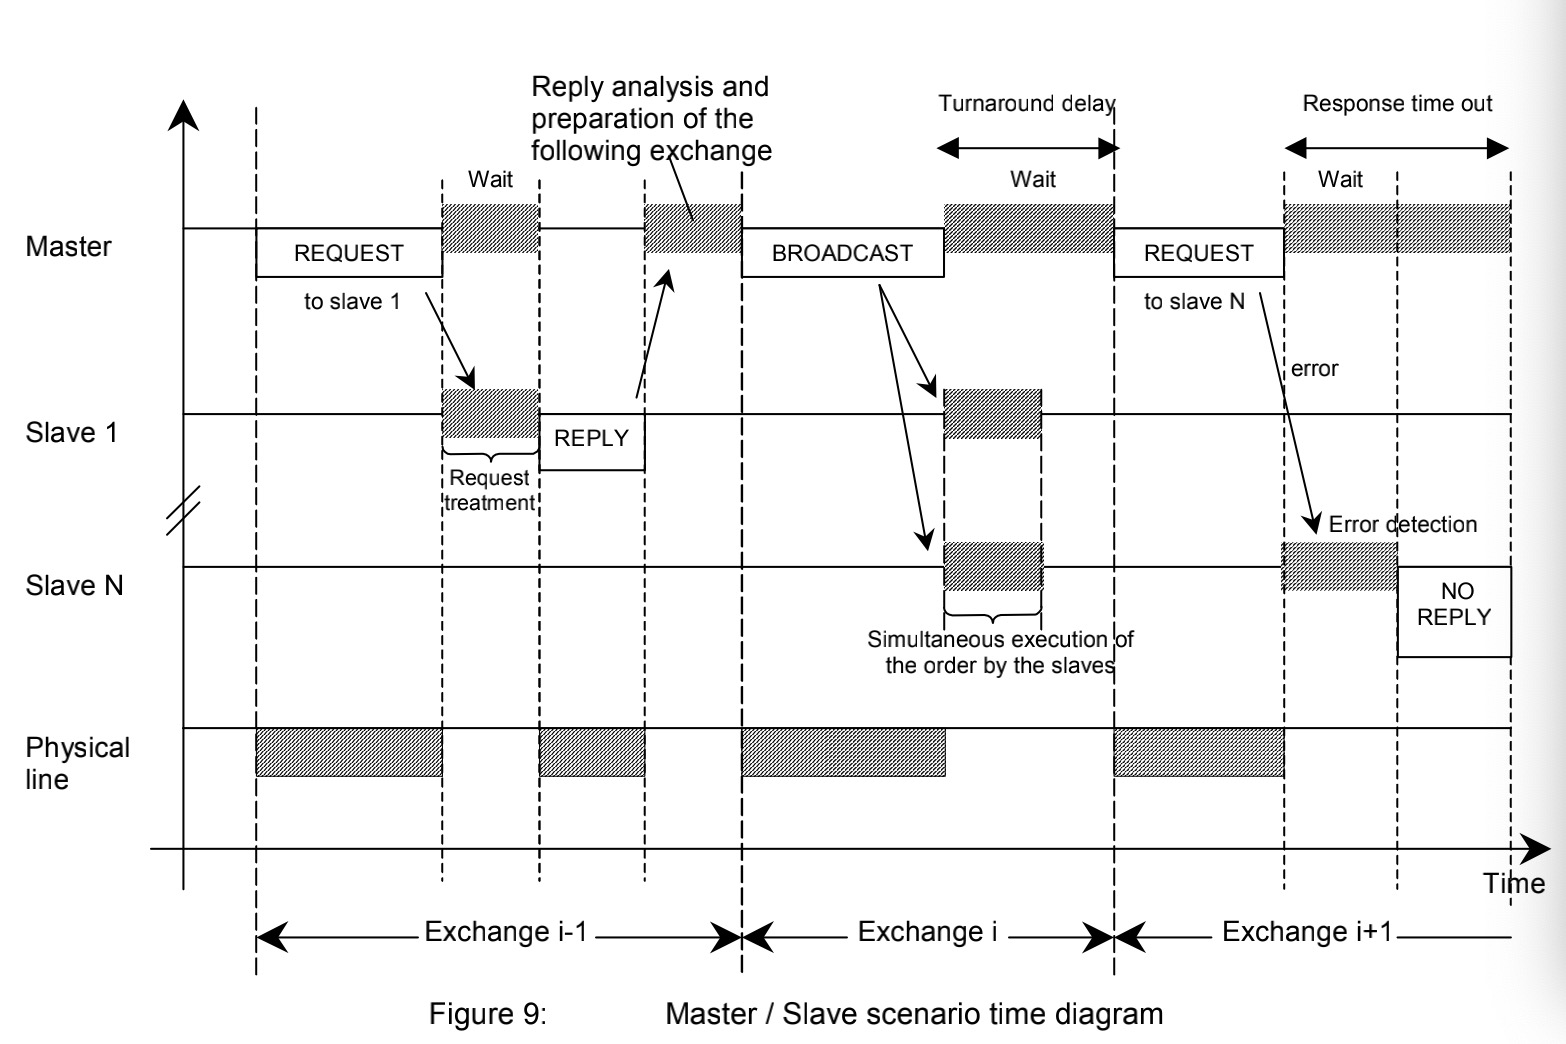 Reply analysis and
preparation of the
following exchange
Turnaround delay
Response time out
Wait
Wait
Wait
Master
REQUEST
BROADCAST
REQUEST
to slave 1
to slave N
error
Slave 1
REPLY
Request
treatment
Error detection
Slave N
NO
REPLY
Simultaneous execution of
the order by the slaves
Physical
line
Time
Exchange i-1
Exchange i
Exchange i+1
Figure 9: Master / Slave scenario time diagram